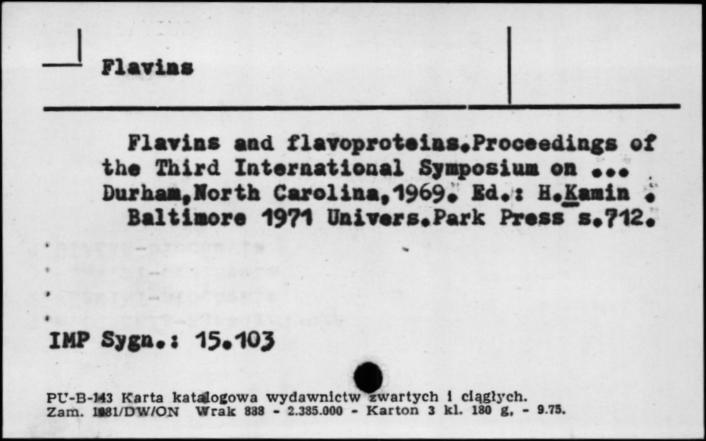 Flavins
Flavins and flavoproteins.Proceedings of
the Third International Symposium on ...
Durham,North Carolina,1969. Ed.: H.Kamin .
Baltimore 1971 Univers.Park Press s.712.
IMP Sygn.: 15.103
PU-B-143 Karta katalogowa wydawnictw zwartych i ciągłych.
Zam. 1981/DW/ON Wrak 888 - 2.385.000 - Karton 3 kl. 180 g, - 9.75.